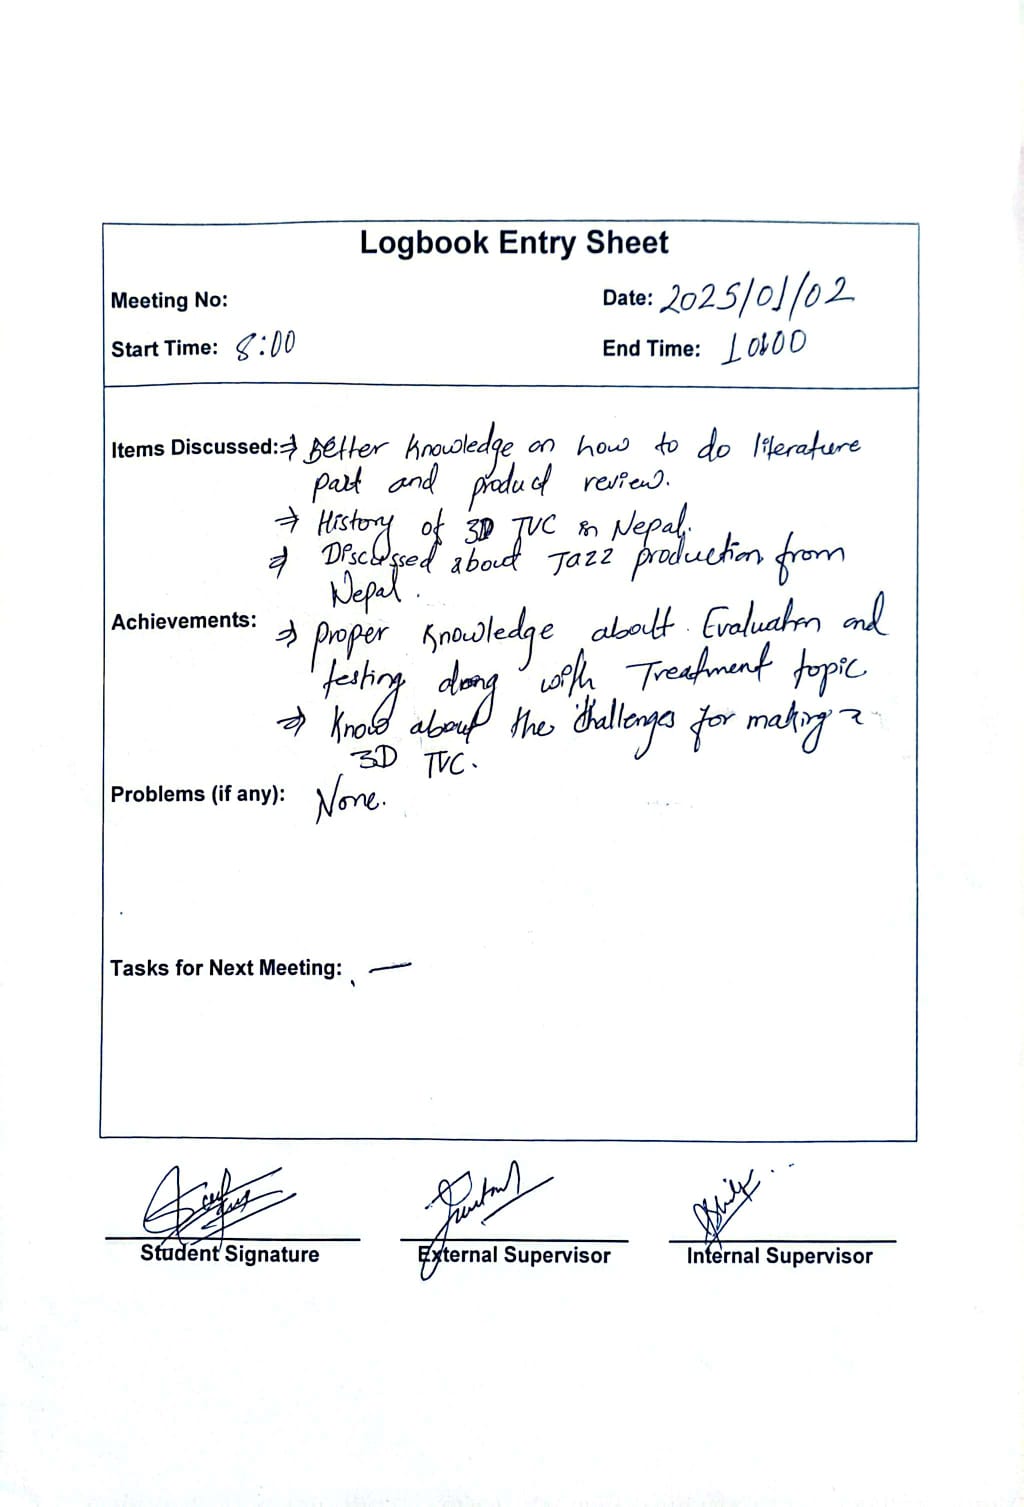 Logbook Entry Sheet
Meeting No:
Date: 2025/01/02
Start Time: 8:00
End Time: 10:00
Items Discussed: ⇒ Better knowledge on how to do literature
part and product review.
⇒ History of 3D TVC in Nepal.
⇒ Discussed about Jazz production from
Nepal.
Achievements: ⇒ Proper knowledge about Evaluation and
testing along with Treatment topic
⇒ Know about the challenges for making a
3D TVC.
Problems (if any): None.
Tasks for Next Meeting: —
Student Signature
External Supervisor
Internal Supervisor